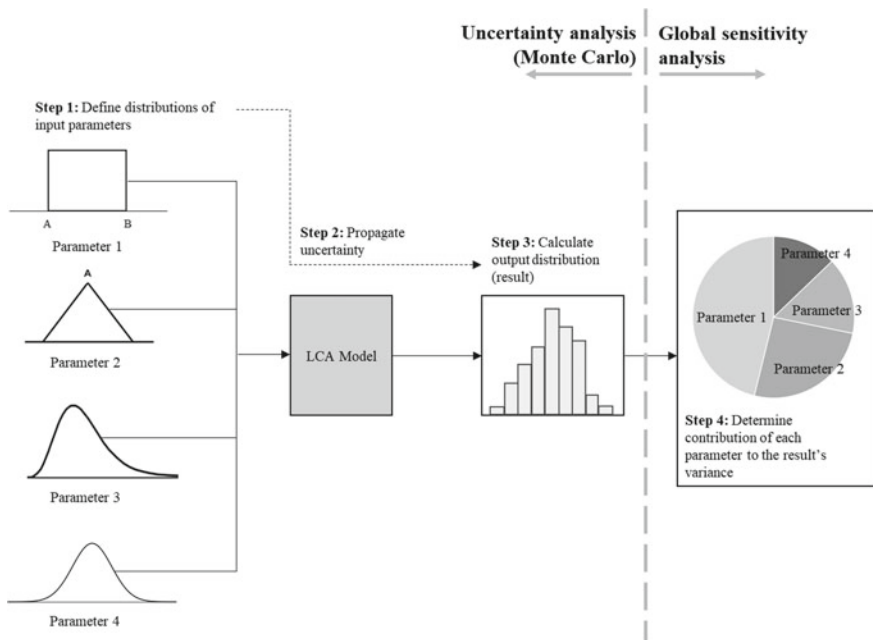 Uncertainty analysis
(Monte Carlo)
Global sensitivity
analysis
Step 1: Define distributions of
input parameters
A
B
Parameter 1
Step 2: Propagate
uncertainty
Step 3: Calculate
output distribution
(result)
A
Parameter 2
LCA Model
Parameter 4
Parameter 3
Parameter 1
Parameter 2
Step 4: Determine
contribution of each
parameter to the result's
variance
Parameter 3
Parameter 4